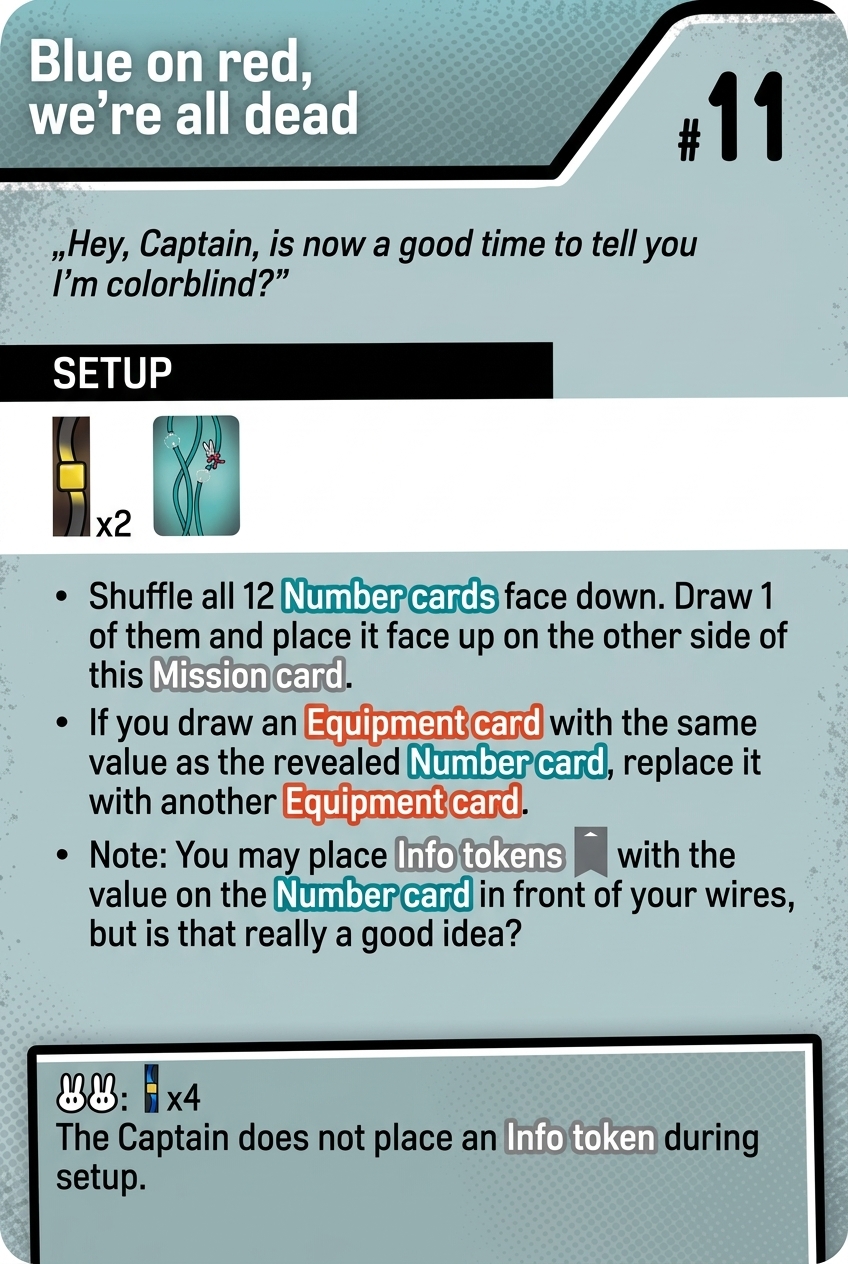 Blue on red,
we're all dead
#11
„Hey, Captain, is now a good time to tell you
I'm colorblind?”
SETUP
x2
• Shuffle all 12 Number cards face down. Draw 1
of them and place it face up on the other side of
this Mission card.
• If you draw an Equipment card with the same
value as the revealed Number card, replace it
with another Equipment card.
• Note: You may place Info tokens with the
value on the Number card in front of your wires,
but is that really a good idea?
: x4
The Captain does not place an Info token during
setup.